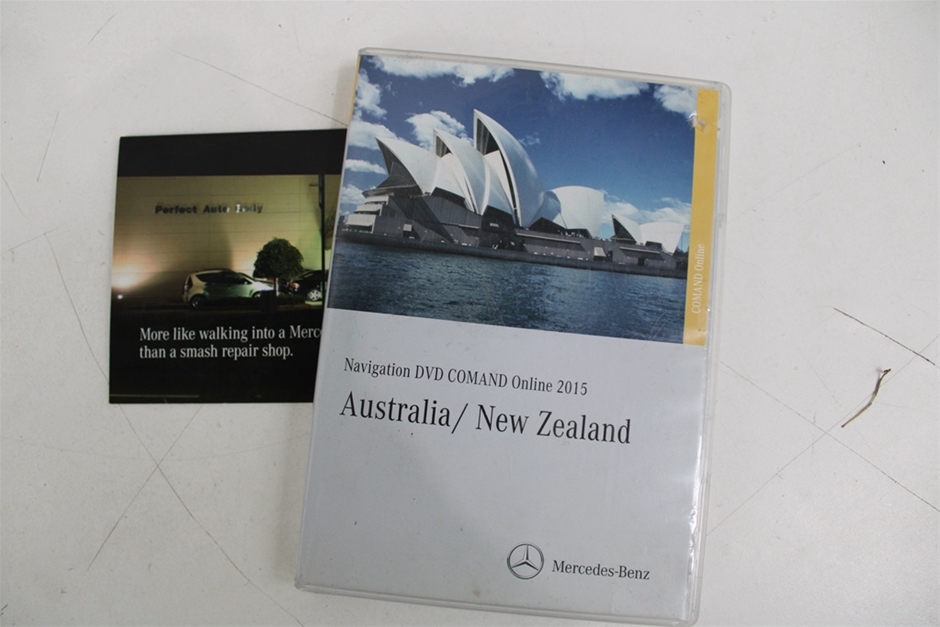 Perfect Auto Body
More like walking into a Merc
than a smash repair shop.
COMAND Online
Navigation DVD COMAND Online 2015
Australia/ New Zealand
Mercedes-Benz